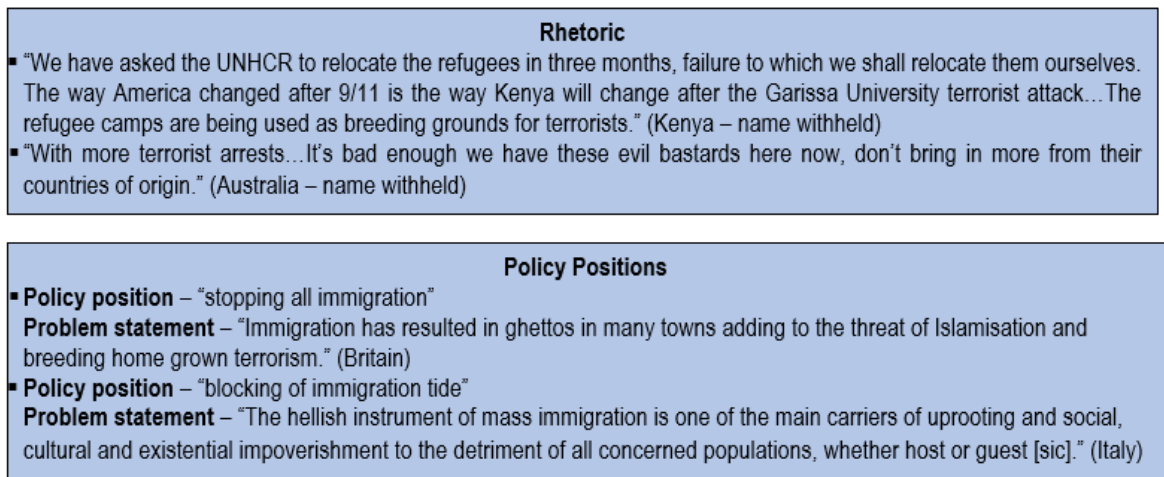 Rhetoric
▪ “We have asked the UNHCR to relocate the refugees in three months, failure to which we shall relocate them ourselves.
The way America changed after 9/11 is the way Kenya will change after the Garissa University terrorist attack…The
refugee camps are being used as breeding grounds for terrorists.” (Kenya – name withheld)
▪ “With more terrorist arrests…It’s bad enough we have these evil bastards here now, don’t bring in more from their
countries of origin.” (Australia – name withheld)
Policy Positions
▪ Policy position – “stopping all immigration”
Problem statement – “Immigration has resulted in ghettos in many towns adding to the threat of Islamisation and
breeding home grown terrorism.” (Britain)
▪ Policy position – “blocking of immigration tide”
Problem statement – “The hellish instrument of mass immigration is one of the main carriers of uprooting and social,
cultural and existential impoverishment to the detriment of all concerned populations, whether host or guest [sic].” (Italy)